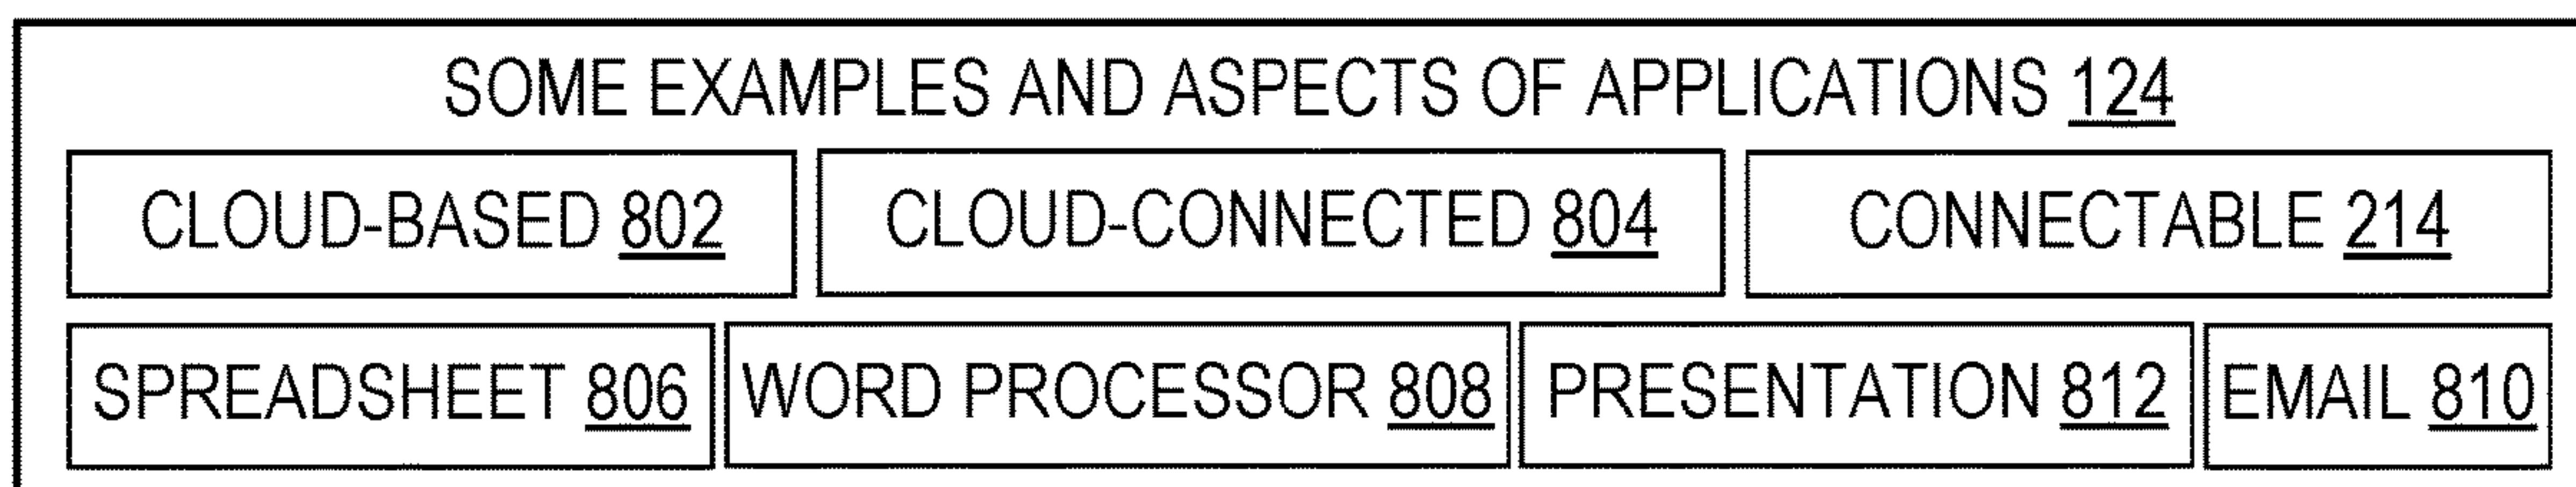 SOME EXAMPLES AND ASPECTS OF APPLICATIONS 124
CLOUD-BASED 802 CLOUD-CONNECTED 804 CONNECTABLE 214
SPREADSHEET 806 WORD PROCESSOR 808 PRESENTATION 812 EMAIL 810